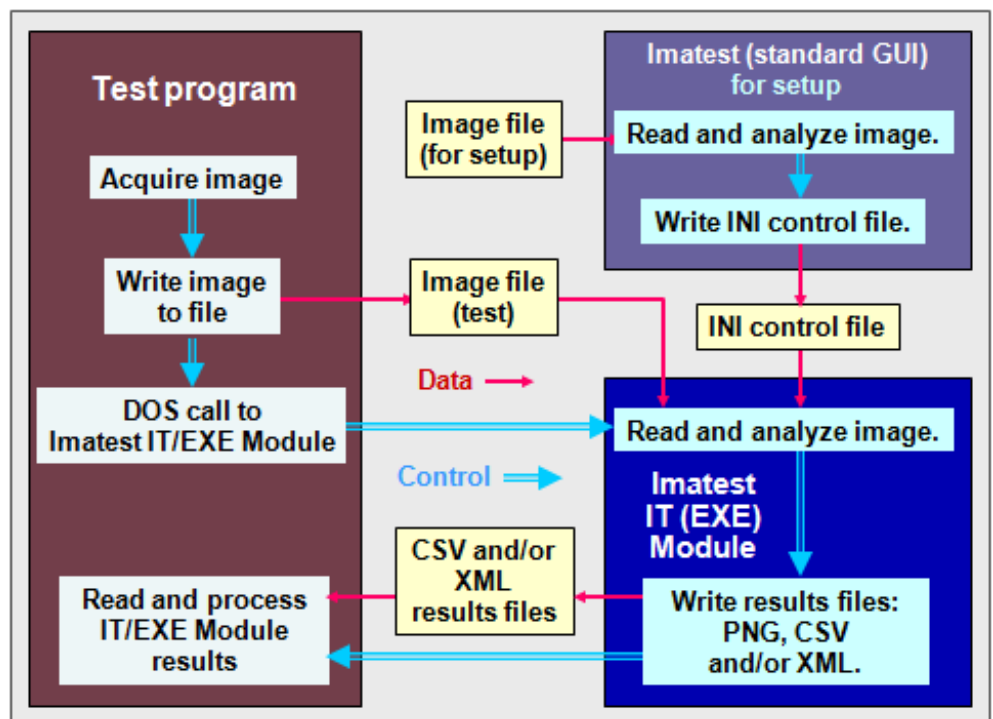 Test program
Acquire image
Write image
to file
DOS call to
Imatest IT/EXE Module
Read and process
IT/EXE Module
results
Image file
(for setup)
Image file
(test)
Data
Control
CSV and/or
XML
results files
Imatest (standard GUI)
for setup
Read and analyze image.
Write INI control file.
INI control file
Read and analyze image.
Imatest
IT (EXE)
Module
Write results files:
PNG, CSV
and/or XML.